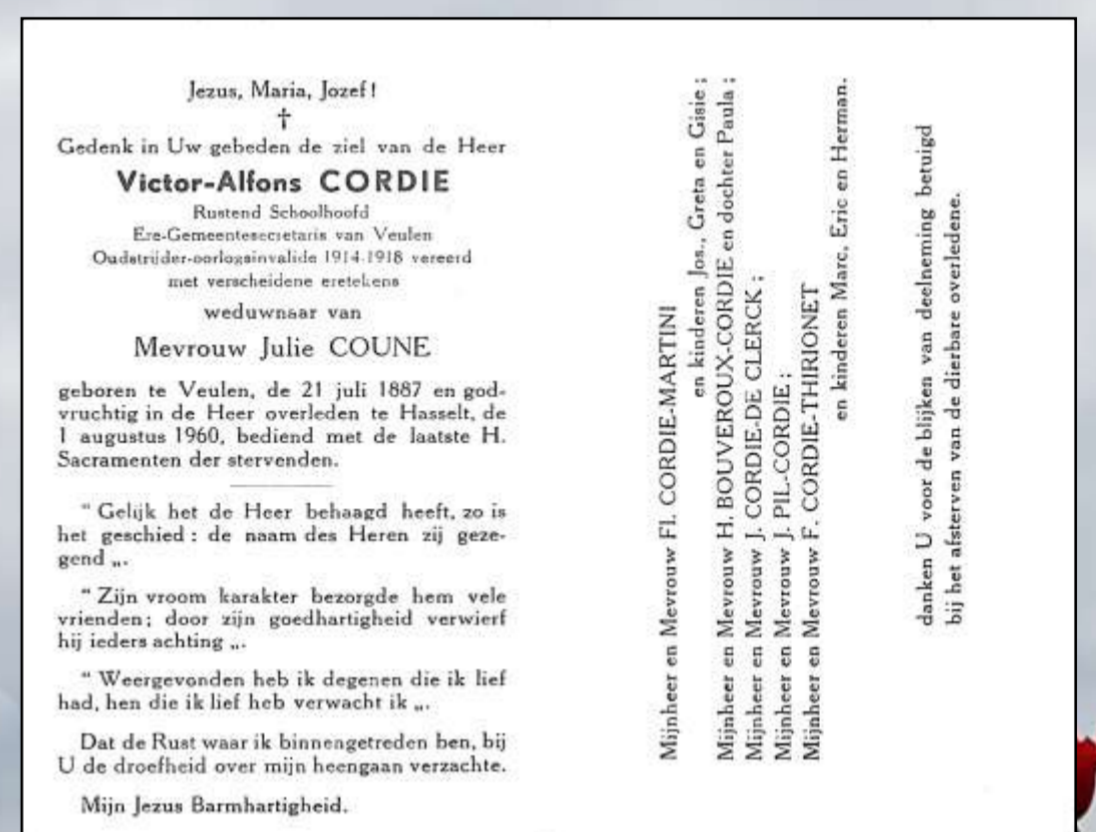 Jezus, Maria, Jozef!
†
Gedenk in Uw gebeden de ziel van de Heer
Victor-Alfons CORDIE
Rustend Schoolhoofd
Ere-Gemeentesecretaris van Veulen
Oudstrijder-oorlogsinvalide 1914-1918 vereerd
met verscheidene eretekens
weduwnaar van
Mevrouw Julie COUNE
geboren te Veulen, de 21 juli 1887 en god-
vruchtig in de Heer overleden te Hasselt, de
1 augustus 1960, bediend met de laatste H.
Sacramenten der stervenden.
“ Gelijk het de Heer behaagd heeft, zo is
het geschied : de naam des Heren zij geze-
gend „.
“ Zijn vroom karakter bezorgde hem vele
vrienden; door zijn goedhartigheid verwierf
hij ieders achting „.
“ Weergevonden heb ik degenen die ik lief
had, hen die ik lief heb verwacht ik „.
Dat de Rust waar ik binnengetreden ben, bij
U de droefheid over mijn heengaan verzachte.
Mijn Jezus Barmhartigheid.
Mijnheer en Mevrouw Fl. CORDIE-MARTINI
en kinderen Jos., Greta en Gisie ;
Mijnheer en Mevrouw H. BOUVEROUX-CORDIE en dochter Paula ;
Mijnheer en Mevrouw J. CORDIE-DE CLERCK ;
Mijnheer en Mevrouw J. PIL-CORDIE ;
Mijnheer en Mevrouw F. CORDIE-THIRIONET
en kinderen Marc, Eric en Herman.
danken U voor de blijken van deelneming betuigd
bij het afsterven van de dierbare overledene.